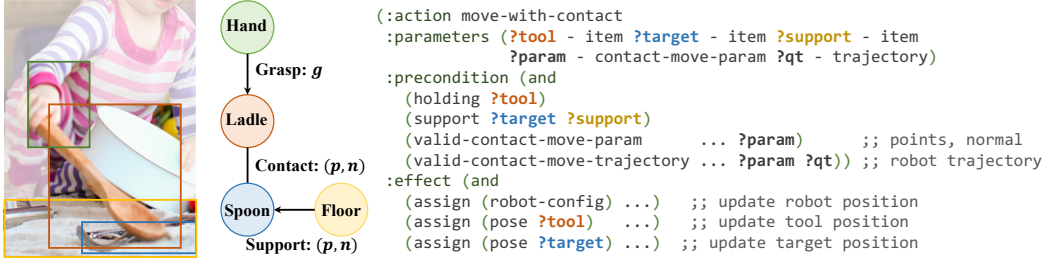 Hand
Grasp: g
Ladle
Contact: (p, n)
Spoon
Floor
Support: (p, n)
(:action move-with-contact
:parameters (?tool - item ?target - item ?support - item
?param - contact-move-param ?qt - trajectory)
:precondition (and
(holding ?tool)
(support ?target ?support)
(valid-contact-move-param ... ?param) ;; points, normal
(valid-contact-move-trajectory ... ?param ?qt)) ;; robot trajectory
:effect (and
(assign (robot-config) ...) ;; update robot position
(assign (pose ?tool) ...) ;; update tool position
(assign (pose ?target) ...) ;; update target position